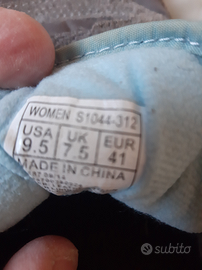 WOMEN S1044-312
USA UK EUR
9.5 7.5 41
MADE IN CHINA
subito